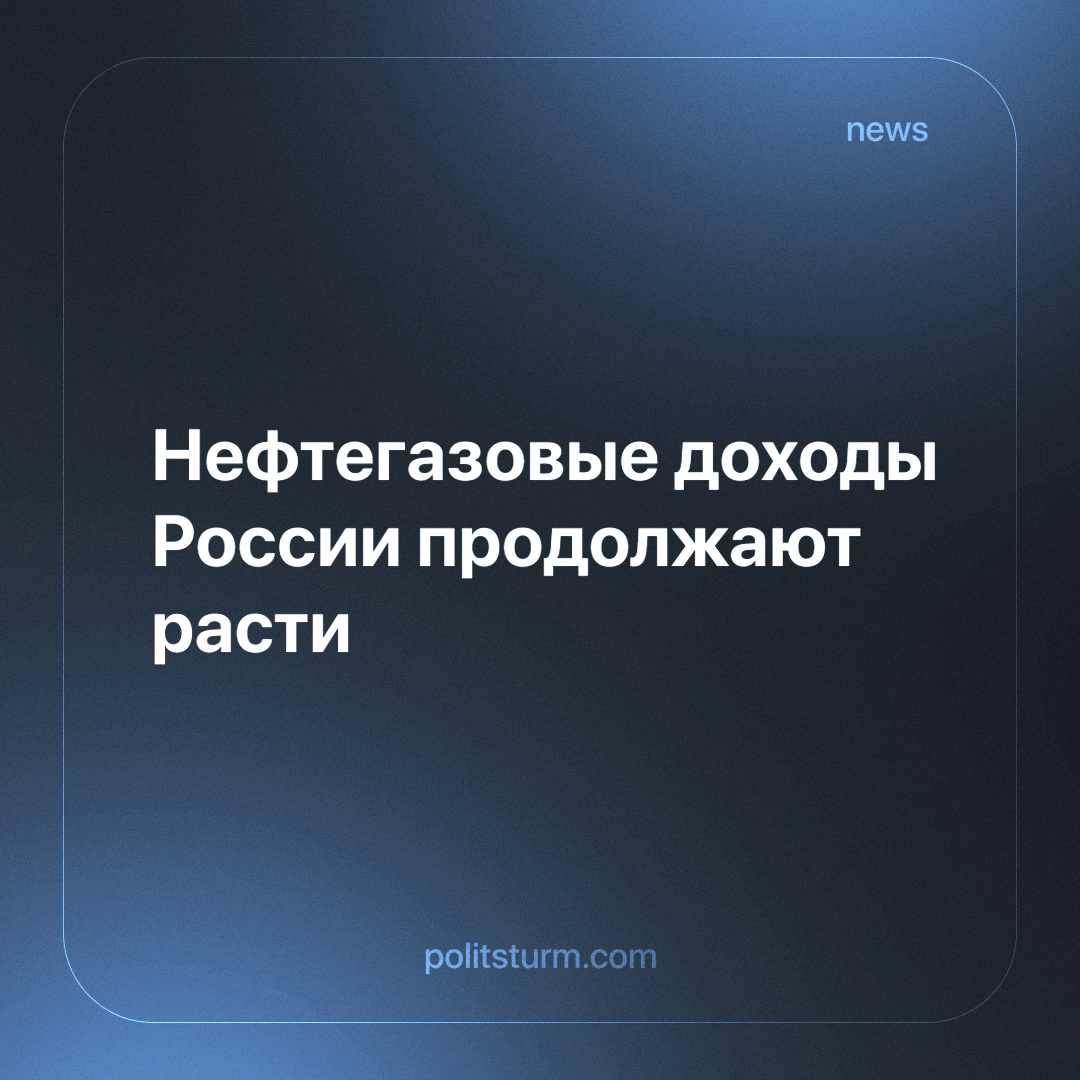 news
Нефтегазовые доходы
России продолжают
расти
politsturm.com